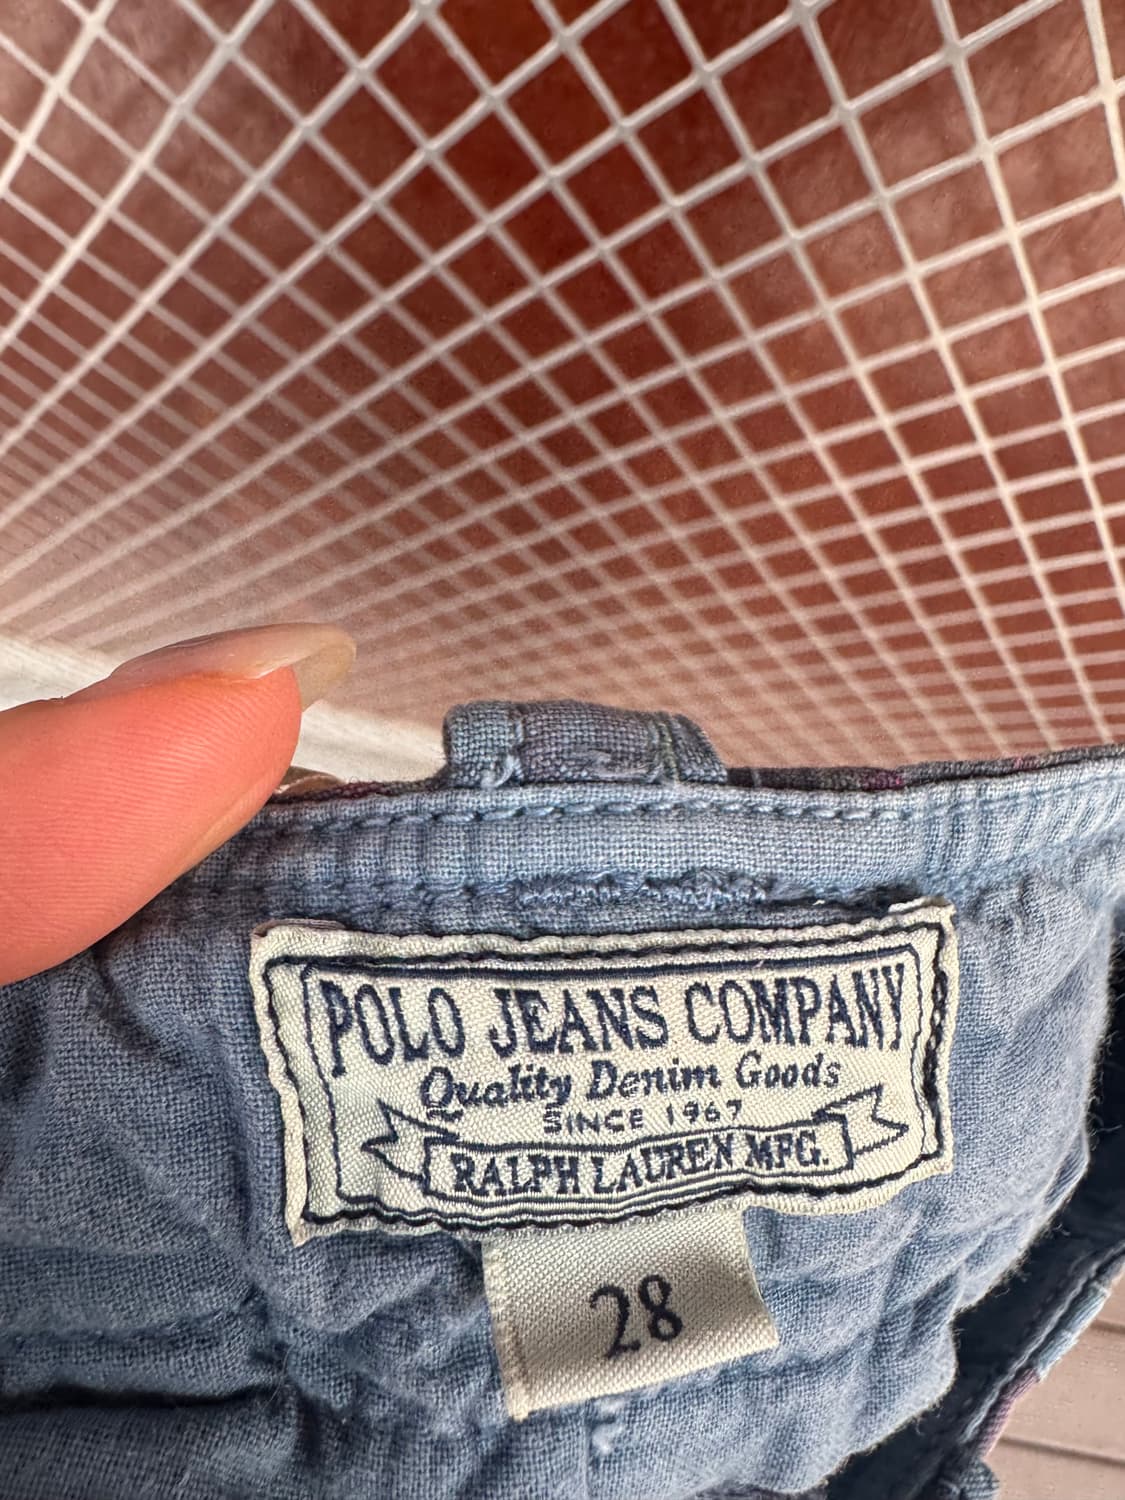 POLO JEANS COMPANY
Quality Denim Goods
SINCE 1967
RALPH LAUREN MFG.
28